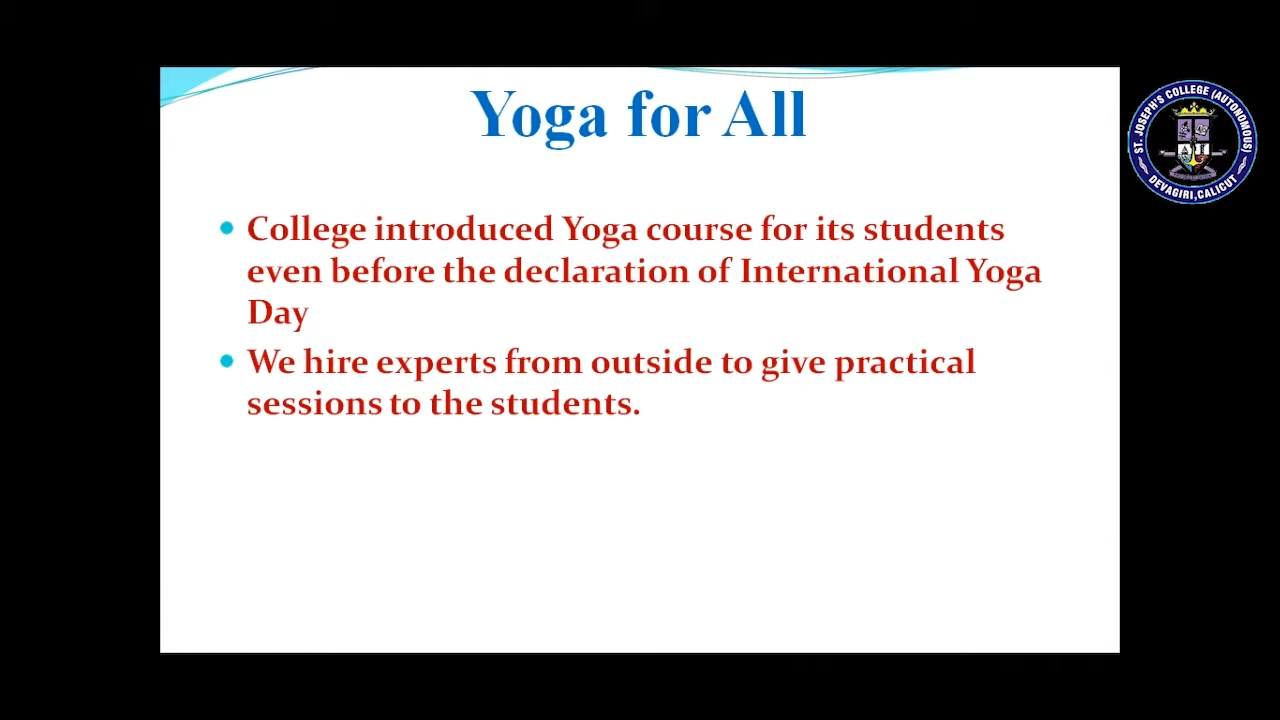 Yoga for All
College introduced Yoga course for its students
even before the declaration of International Yoga
Day
We hire experts from outside to give practical
sessions to the students.
ST. JOSEPH'S COLLEGE (AUTONOMOUS)
DEVAGIRI, CALICUT